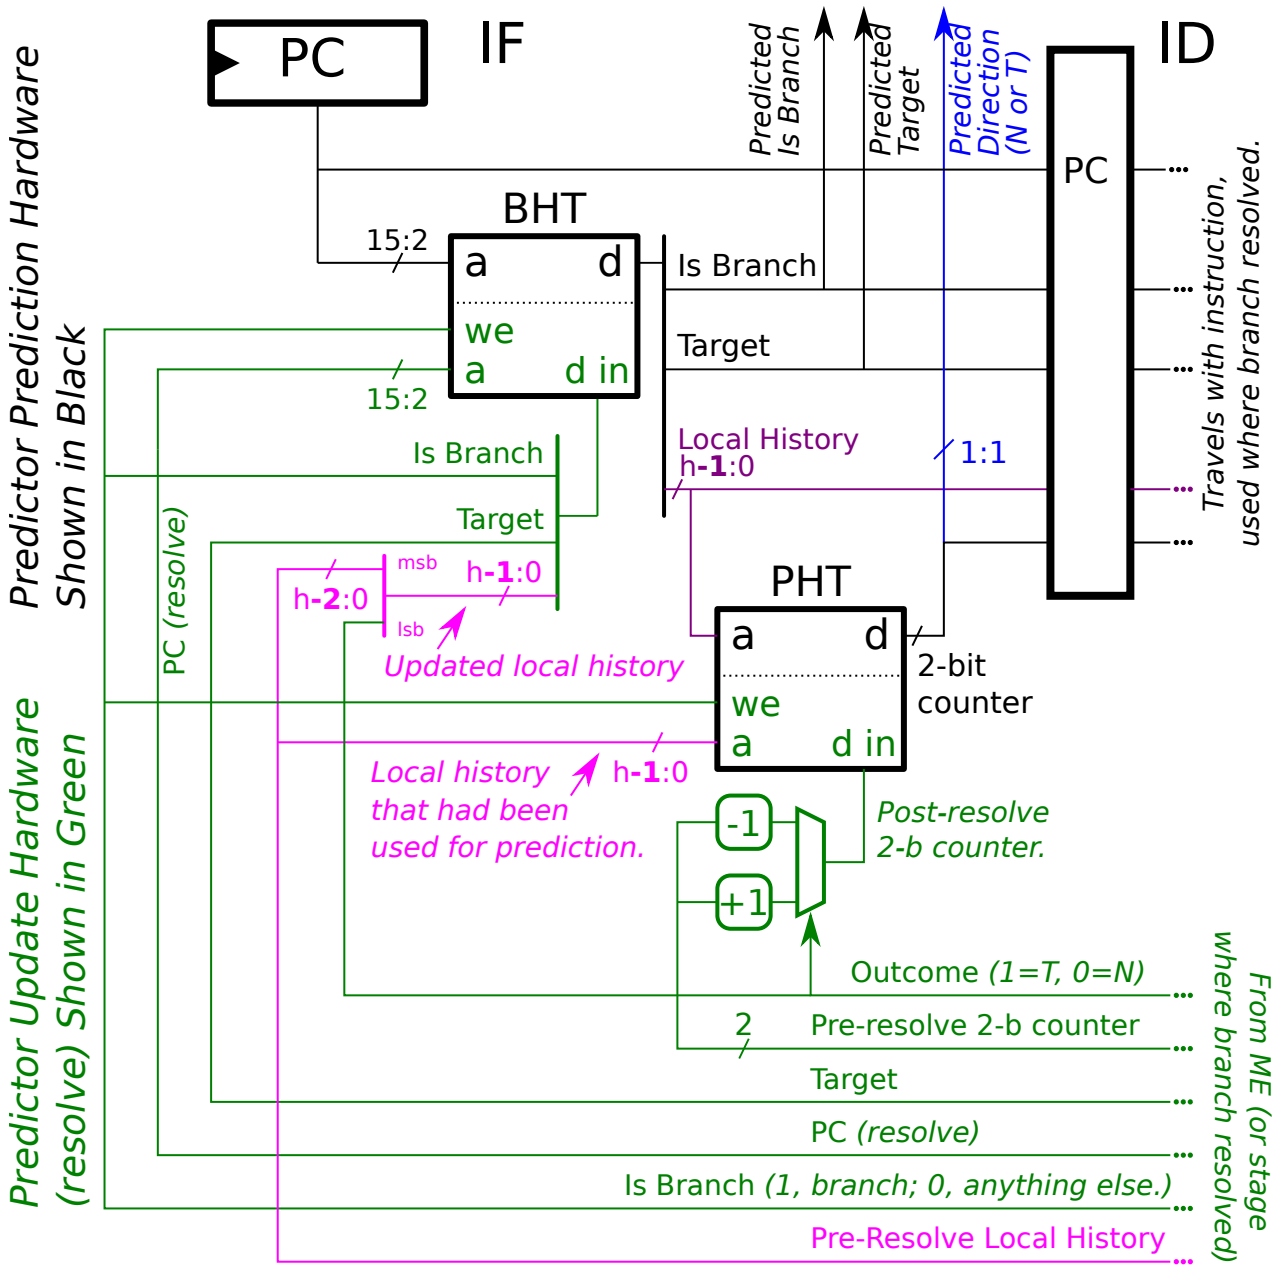 PC
IF
ID
Predicted
Is Branch
Predicted
Target
Predicted
Direction
(N or T)
PC
Predictor Prediction Hardware
Shown in Black
Travels with instruction,
used where branch resolved.
BHT
15:2
a
d
Is Branch
we
Target
a
d in
15:2
Local History
h-1:0
1:1
Is Branch
Target
PC (resolve)
msb
h-1:0
h-2:0
lsb
Updated local history
PHT
a
d
2-bit
counter
we
a
d in
h-1:0
Local history
that had been
used for prediction.
Predictor Update Hardware
(resolve) Shown in Green
-1
+1
Post-resolve
2-b counter.
Outcome (1=T, 0=N)
2
Pre-resolve 2-b counter
Target
PC (resolve)
Is Branch (1, branch; 0, anything else.)
Pre-Resolve Local History
From ME (or stage
where branch resolved)